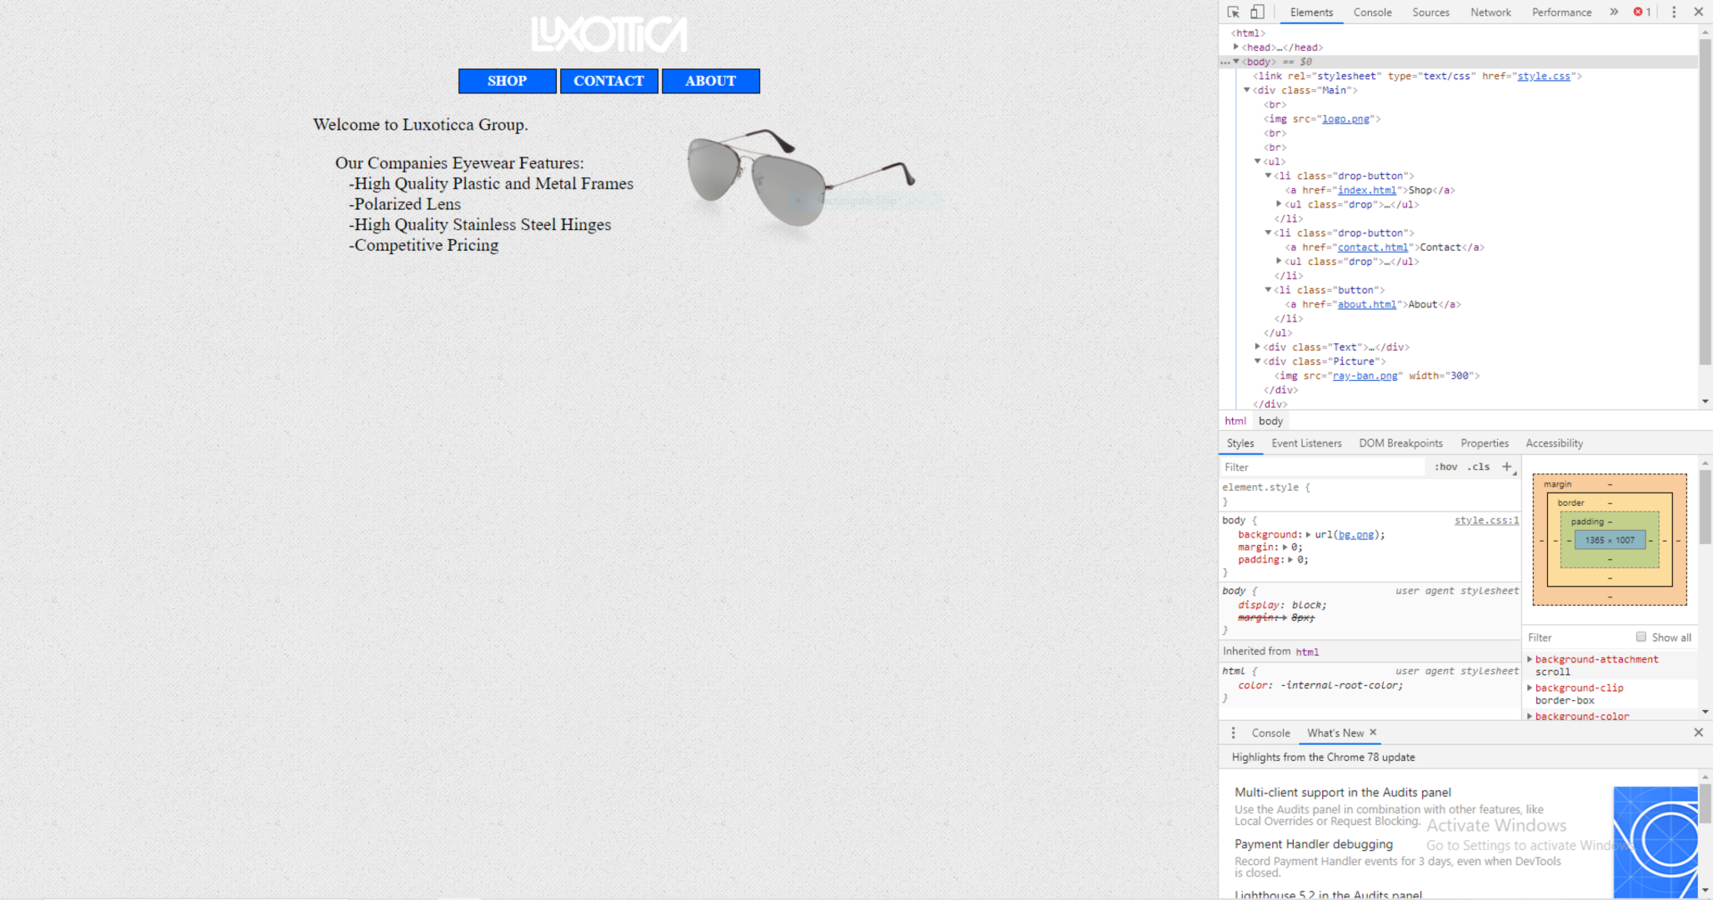 LUXOTTICA
SHOP CONTACT ABOUT
Welcome to Luxoticca Group.
Our Companies Eyewear Features:
-High Quality Plastic and Metal Frames
-Polarized Lens
-High Quality Stainless Steel Hinges
-Competitive Pricing
Elements Console Sources Network Performance » 1
<html>
<head>…</head>
… <body> == $0
<link rel="stylesheet" type="text/css" href="style.css">
<div class="Main">
<br>
<img src="logo.png">
<br>
<br>
<ul>
<li class="drop-button">
<a href="index.html">Shop</a>
<ul class="drop">…</ul>
</li>
<li class="drop-button">
<a href="contact.html">Contact</a>
<ul class="drop">…</ul>
</li>
<li class="button">
<a href="about.html">About</a>
</li>
</ul>
<div class="Text">…</div>
<div class="Picture">
<img src="ray-ban.png" width="300">
</div>
</div>
html body
Styles Event Listeners DOM Breakpoints Properties Accessibility
Filter :hov .cls +
element.style {
}
body { style.css:1
background: url(bg.png);
margin: 0;
padding: 0;
}
body { user agent stylesheet
display: block;
margin: 8px;
}
Inherited from html
html { user agent stylesheet
color: -internal-root-color;
}
margin –
border –
padding –
– – – 1365 × 1007 – – –
–
–
–
Filter Show all
background-attachment
scroll
background-clip
border-box
background-color
Console What's New
Highlights from the Chrome 78 update
Multi-client support in the Audits panel
Use the Audits panel in combination with other features, like
Local Overrides or Request Blocking.
Payment Handler debugging
Record Payment Handler events for 3 days, even when DevTools
is closed.
Lighthouse 5.2 in the Audits panel
Activate Windows
Go to Settings to activate Windows